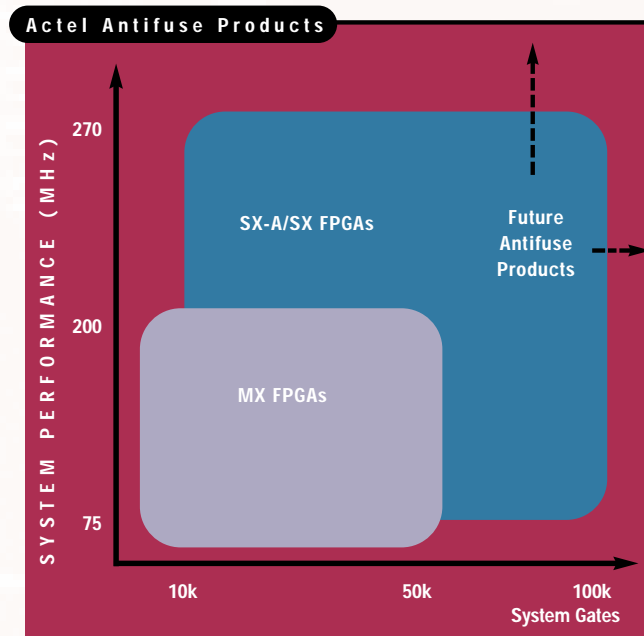 Actel Antifuse Products
SYSTEM PERFORMANCE (MHz)
270
200
75
SX-A/SX FPGAs
Future
Antifuse
Products
MX FPGAs
10k
50k
100k
System Gates